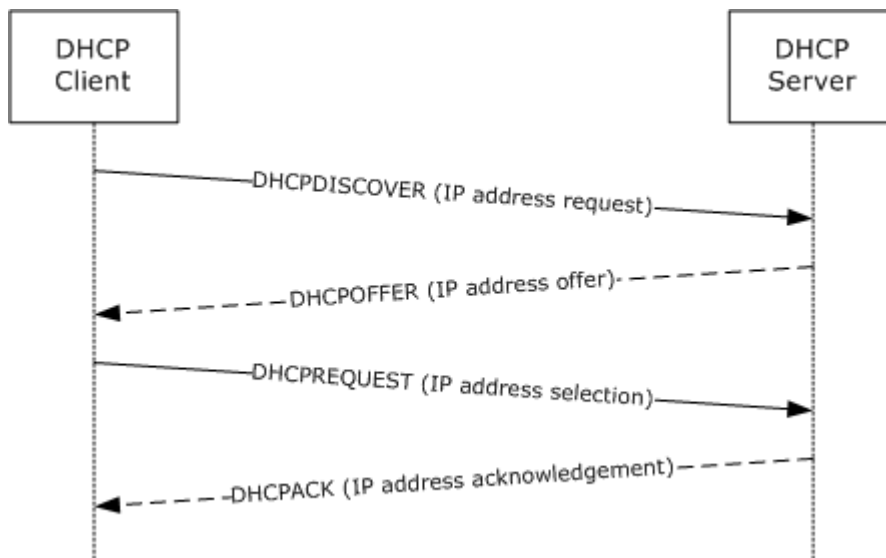 DHCP
Client
DHCP
Server
DHCPDISCOVER (IP address request)
DHCPOFFER (IP address offer)
DHCPREQUEST (IP address selection)
DHCPACK (IP address acknowledgement)